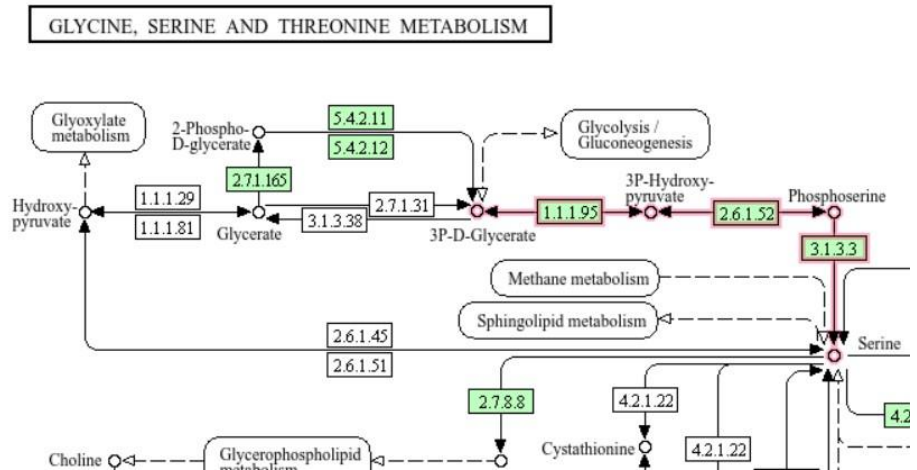 GLYCINE, SERINE AND THREONINE METABOLISM
Glyoxylate
metabolism
2-Phospho-
D-glycerate
5.4.2.11
5.4.2.12
Glycolysis /
Gluconeogenesis
2.7.1.165
3P-Hydroxy-
pyruvate
Phosphoserine
Hydroxy-
pyruvate
1.1.1.29
1.1.1.81
Glycerate
2.7.1.31
3.1.3.38
3P-D-Glycerate
1.1.1.95
2.6.1.52
3.1.3.3
Methane metabolism
Sphingolipid metabolism
2.6.1.45
2.6.1.51
Serine
2.7.8.8
4.2.1.22
4.2
Cystathionine
4.2.1.22
Choline
Glycerophospholipid
metabolism